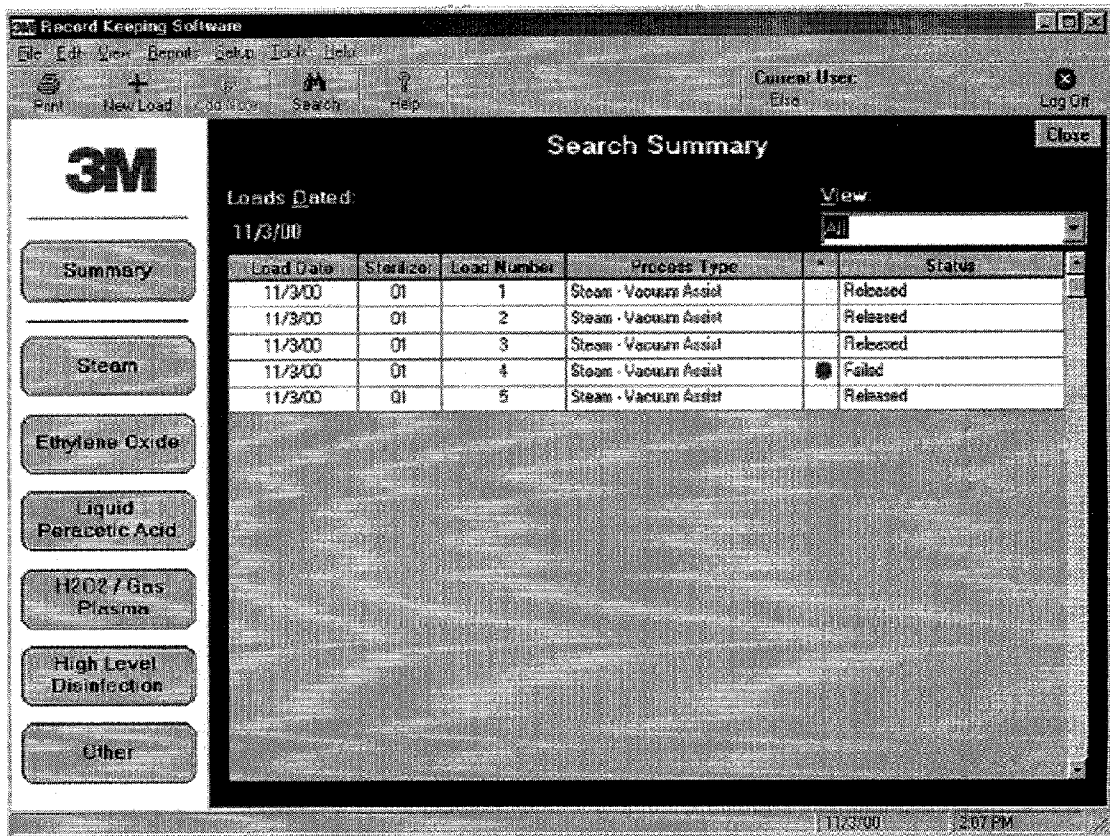 3M Record Keeping Software
File Edit View Reports Setup Tools Help
Print New Load Search Help Current User: Elsa Log Off
Close
3M
Search Summary
Loads Dated: View:
11/3/00 All
Load Date Sterilizer Load Number Process Type * Status
11/3/00 01 1 Steam - Vacuum Assist Released
11/3/00 01 2 Steam - Vacuum Assist Released
11/3/00 01 3 Steam - Vacuum Assist Released
11/3/00 01 4 Steam - Vacuum Assist Failed
11/3/00 01 5 Steam - Vacuum Assist Released
Summary
Steam
Ethylene Oxide
Liquid
Peracetic Acid
H2O2 / Gas
Plasma
High Level
Disinfection
Other
11/3/00 2:07 PM